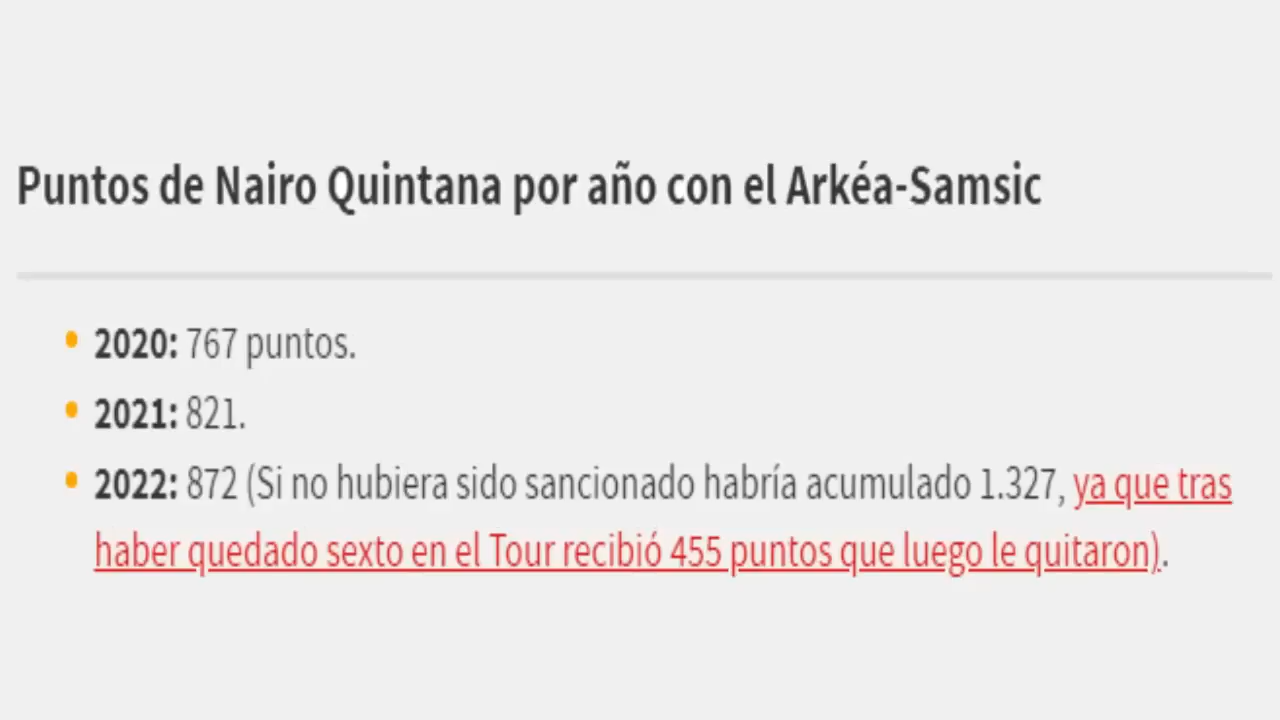 Puntos de Nairo Quintana por año con el Arkéa-Samsic
• 2020: 767 puntos.
• 2021: 821.
• 2022: 872 (Si no hubiera sido sancionado habría acumulado 1.327, ya que tras
haber quedado sexto en el Tour recibió 455 puntos que luego le quitaron).